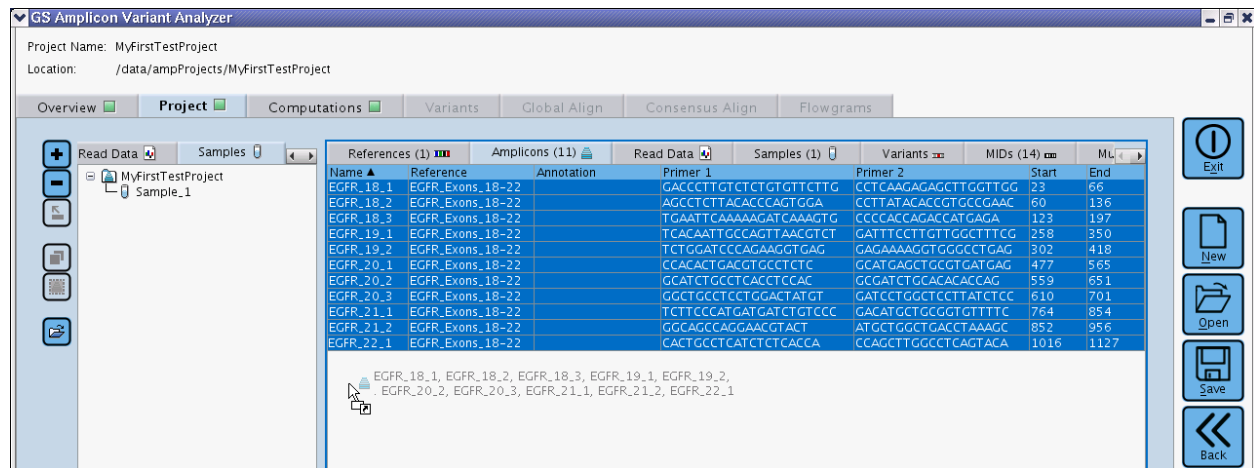 GS Amplicon Variant Analyzer
Project Name: MyFirstTestProject
Location: /data/ampProjects/MyFirstTestProject
Overview Project Computations Variants Global Align Consensus Align Flowgrams
Read Data Samples References (1) Amplicons (11) Read Data Samples (1) Variants MIDs (14) Mu
MyFirstTestProject
Sample_1
Name Reference Annotation Primer 1 Primer 2 Start End
EGFR_18_1 EGFR_Exons_18-22 GACCCTTGTCTCTGTGTTCTTG CCTCAAGAGAGCTTGGTTGG 23 66
EGFR_18_2 EGFR_Exons_18-22 AGCCTCTTACACCCAGTGGA CCTTATACACCGTGCCGAAC 60 136
EGFR_18_3 EGFR_Exons_18-22 TGAATTCAAAAAGATCAAAGTG CCCCACCAGACCATGAGA 123 197
EGFR_19_1 EGFR_Exons_18-22 TCACAATTGCCAGTTAACGTCT GATTTCCTTGTTGGCTTTCG 258 350
EGFR_19_2 EGFR_Exons_18-22 TCTGGATCCCAGAAGGTGAG GAGAAAAGGTGGGCCTGAG 302 418
EGFR_20_1 EGFR_Exons_18-22 CCACACTGACGTGCCTCTC GCATGAGCTGCGTGATGAG 477 565
EGFR_20_2 EGFR_Exons_18-22 GCATCTGCCTCACCTCCAC GCGATCTGCACACACCAG 559 651
EGFR_20_3 EGFR_Exons_18-22 GGCTGCCTCCTGGACTATGT GATCCTGGCTCCTTATCTCC 610 701
EGFR_21_1 EGFR_Exons_18-22 TCTTCCCATGATGATCTGTCCC GACATGCTGCGGTGTTTTC 764 854
EGFR_21_2 EGFR_Exons_18-22 GGCAGCCAGGAACGTACT ATGCTGGCTGACCTAAAGC 852 956
EGFR_22_1 EGFR_Exons_18-22 CACTGCCTCATCTCTCACCA CCAGCTTGGCCTCAGTACA 1016 1127
EGFR_18_1, EGFR_18_2, EGFR_18_3, EGFR_19_1, EGFR_19_2,
. EGFR_20_2, EGFR_20_3, EGFR_21_1, EGFR_21_2, EGFR_22_1
Exit
New
Open
Save
Back